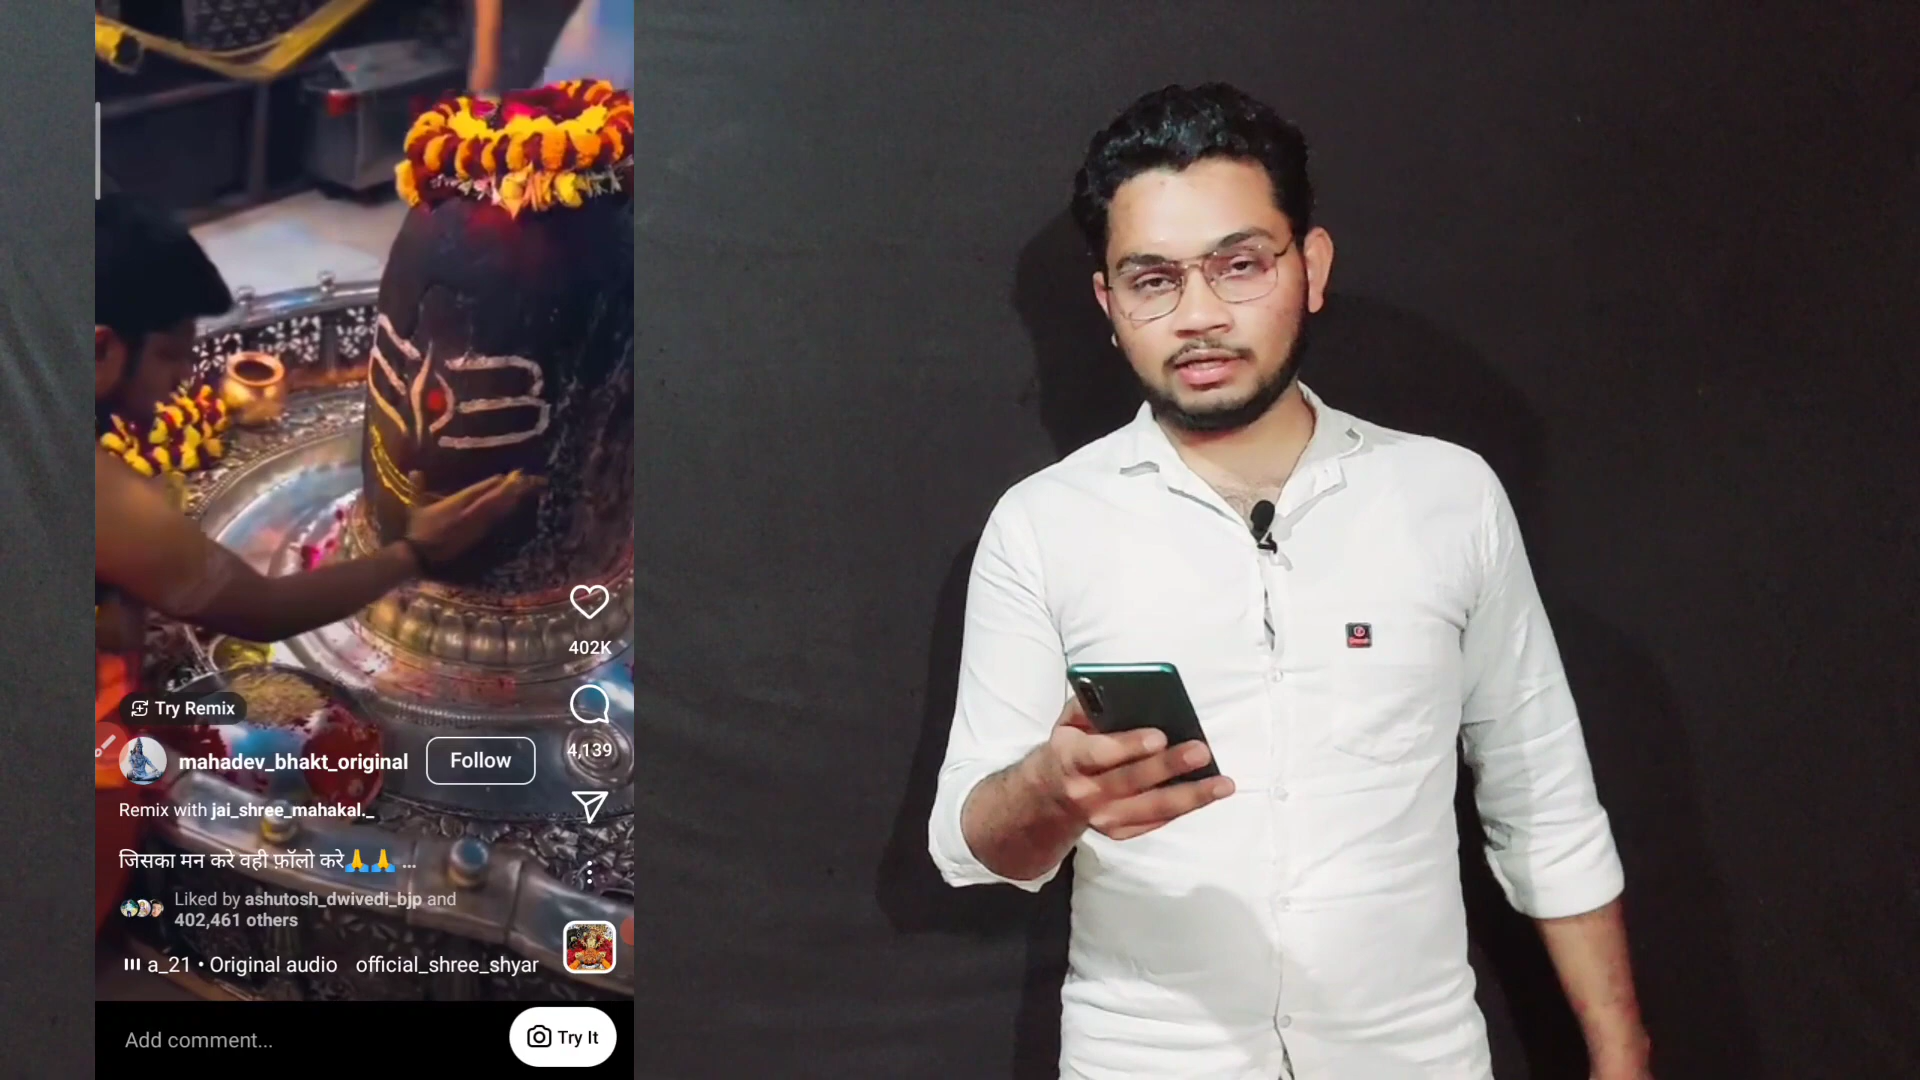 402K
Try Remix
4,139
mahadev_bhakt_original
Follow
Remix with jai_shree_mahakal._
जिसका मन करे वही फ़ॉलो करे🙏🙏 ...
Liked by ashutosh_dwivedi_bjp and
402,461 others
a_21 • Original audio official_shree_shyar
Add comment...
Try It